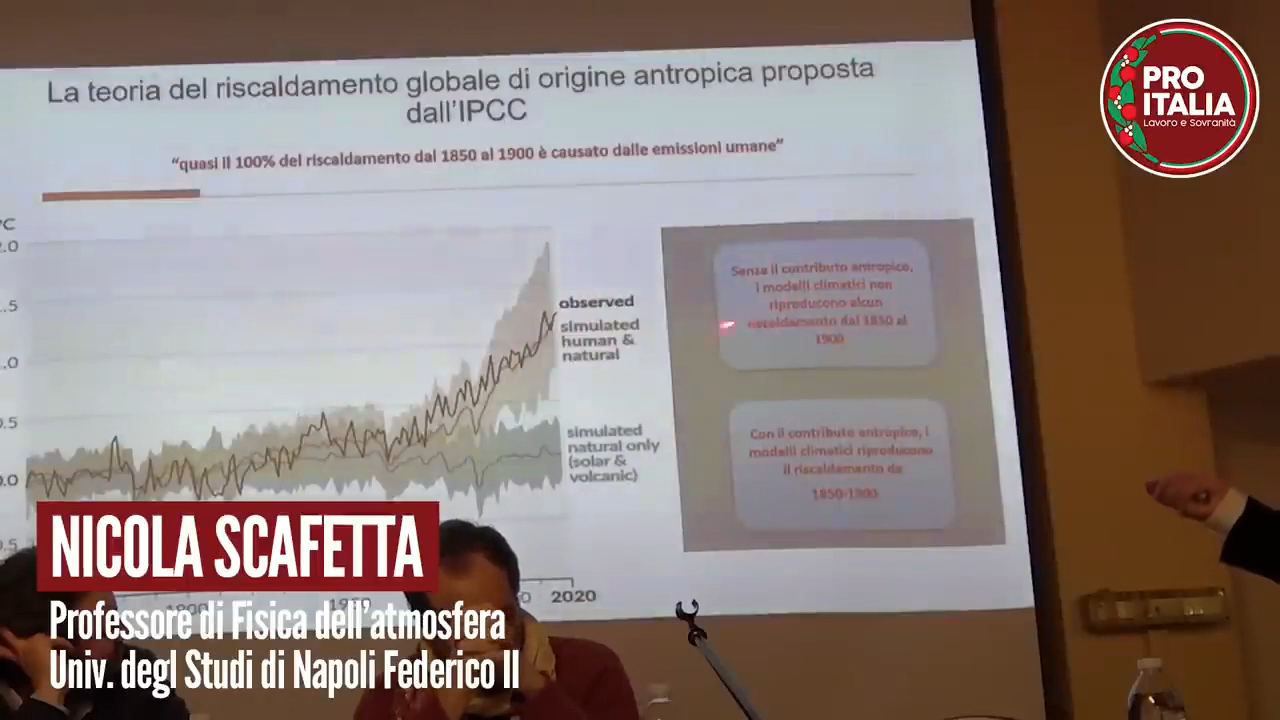 La teoria del riscaldamento globale di origine antropica proposta
dall'IPCC
"quasi il 100% del riscaldamento dal 1850 al 1900 è causato dalle emissioni umane"
PRO
ITALIA
Lavoro e Sovranità
°C
2.0
1.5
1.0
0.5
0.0
observed
simulated
human &
natural
simulated
natural only
(solar &
volcanic)
Senza il contributo antropico,
i modelli climatici non
riproducono alcun
riscaldamento dal 1850 al
1900
Con il contributo antropico, i
modelli climatici riproducono
il riscaldamento da
1850-1900
1900
1950
2020
NICOLA SCAFETTA
Professore di Fisica dell'atmosfera
Univ. degl Studi di Napoli Federico II